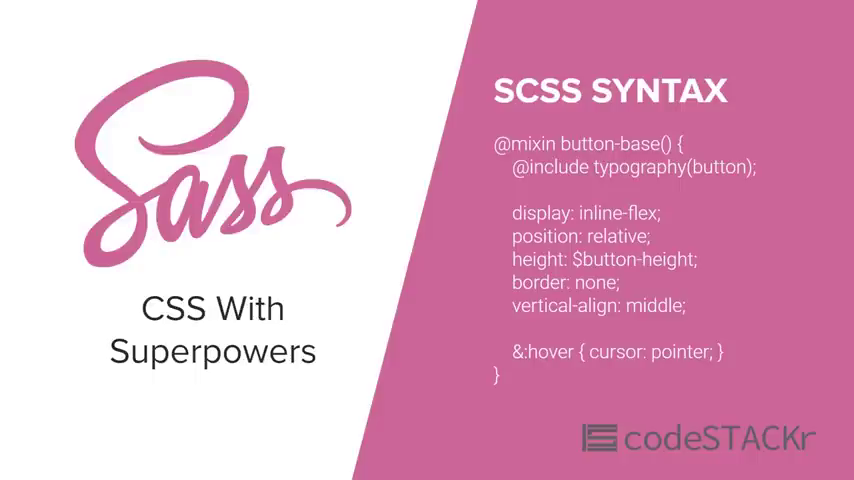 Sass
CSS With
Superpowers
SCSS SYNTAX
@mixin button-base() {
@include typography(button);
display: inline-flex;
position: relative;
height: $button-height;
border: none;
vertical-align: middle;
&:hover { cursor: pointer; }
}
codeSTACKr